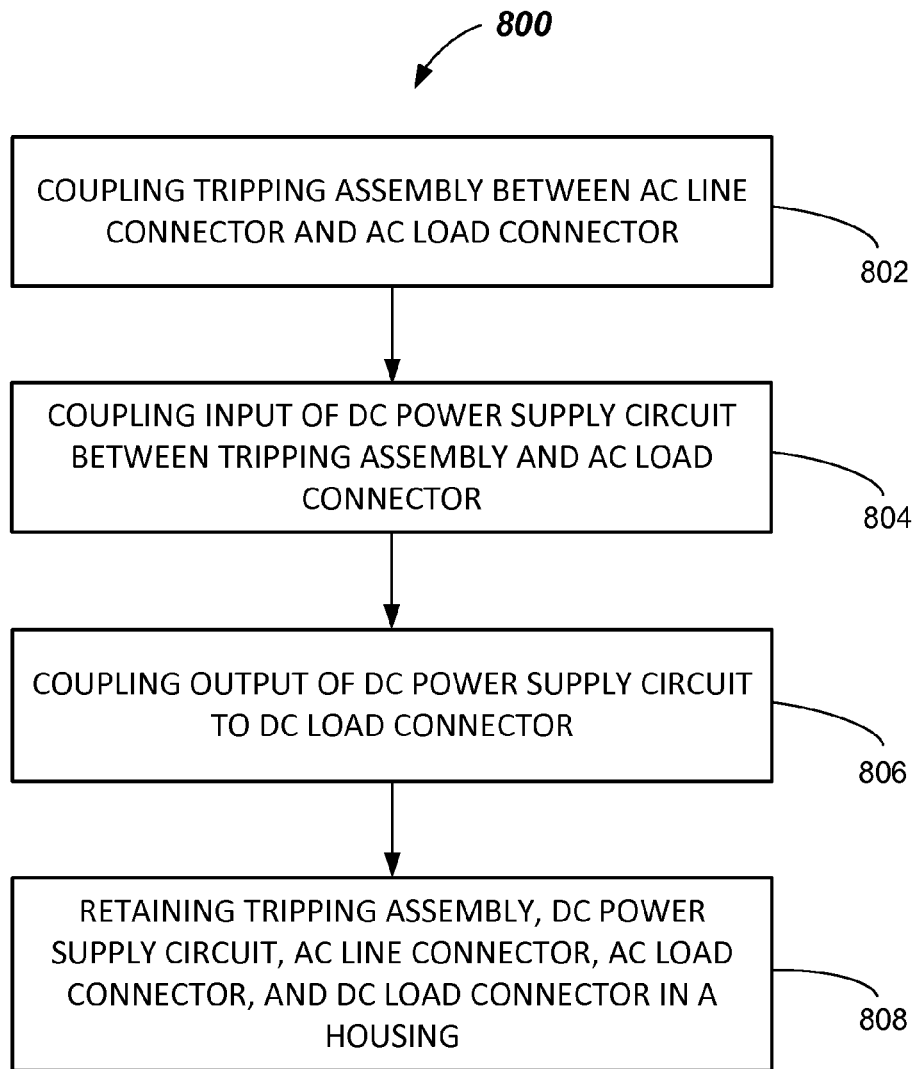 800
COUPLING TRIPPING ASSEMBLY BETWEEN AC LINE
CONNECTOR AND AC LOAD CONNECTOR
802
COUPLING INPUT OF DC POWER SUPPLY CIRCUIT
BETWEEN TRIPPING ASSEMBLY AND AC LOAD
CONNECTOR
804
COUPLING OUTPUT OF DC POWER SUPPLY CIRCUIT
TO DC LOAD CONNECTOR
806
RETAINING TRIPPING ASSEMBLY, DC POWER
SUPPLY CIRCUIT, AC LINE CONNECTOR, AC LOAD
CONNECTOR, AND DC LOAD CONNECTOR IN A
HOUSING
808